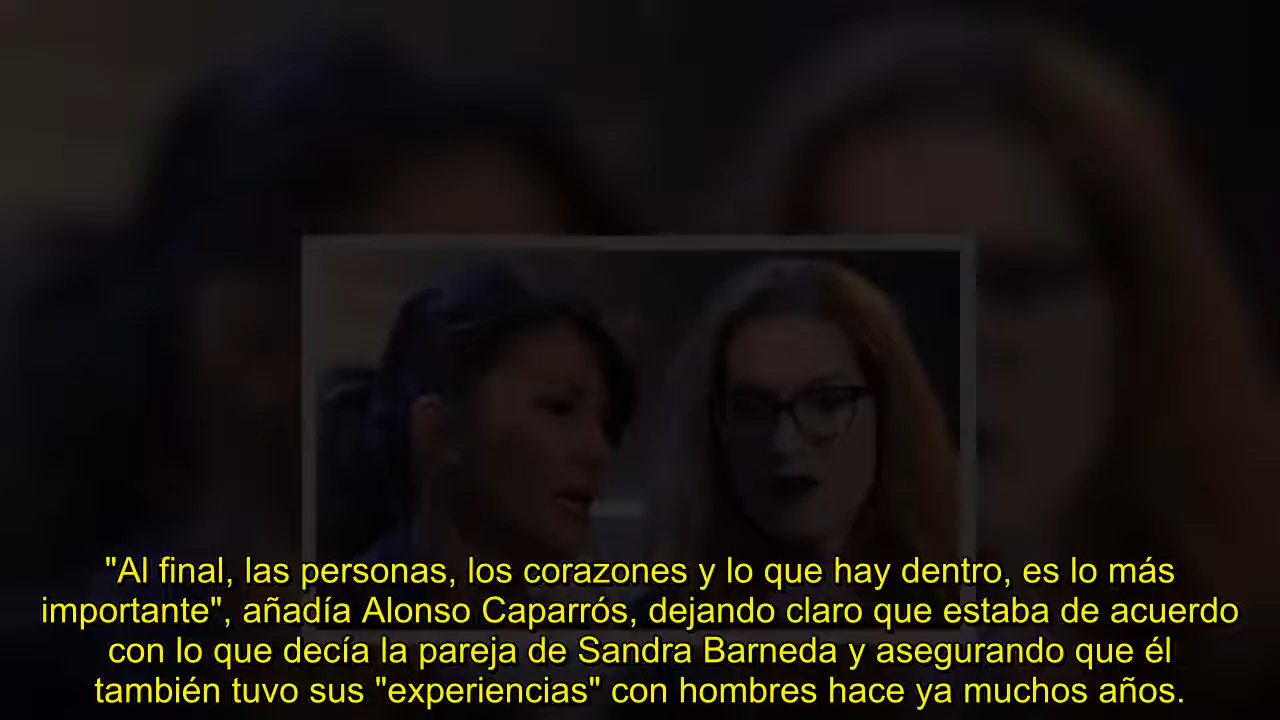 "Al final, las personas, los corazones y lo que hay dentro, es lo más
importante", añadía Alonso Caparrós, dejando claro que estaba de acuerdo
con lo que decía la pareja de Sandra Barneda y asegurando que él
también tuvo sus "experiencias" con hombres hace ya muchos años.